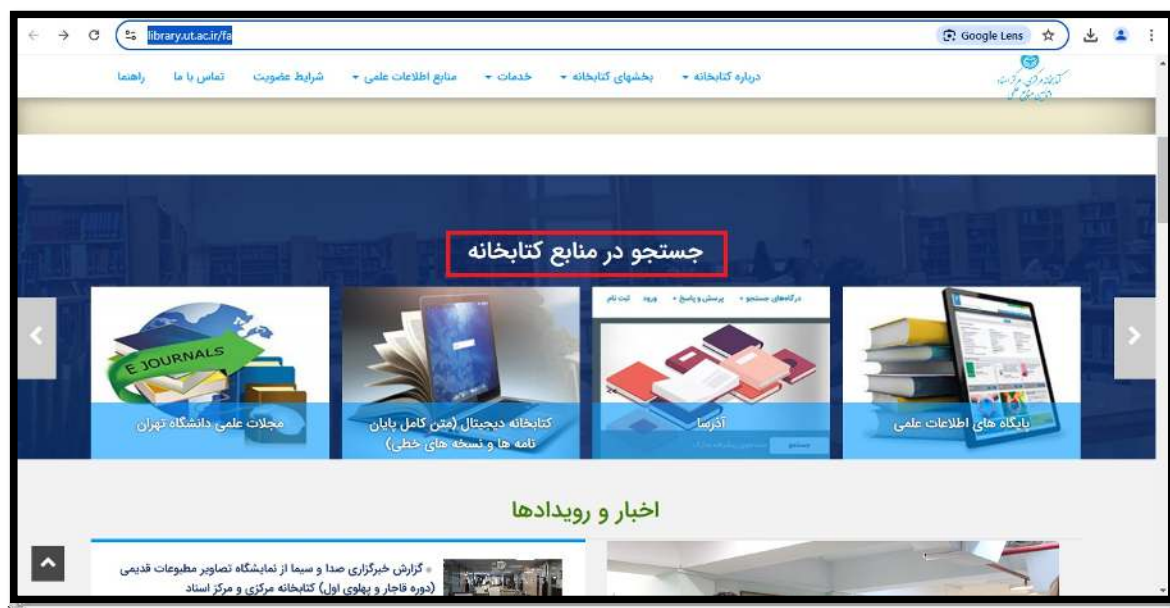 library.ut.ac.ir/fa
Google Lens
درباره کتابخانه
بخشهای کتابخانه
خدمات
منابع اطلاعات علمی
شرایط عضویت
تماس با ما
راهنما
جستجو در منابع کتابخانه
درگاههای جستجو
پرسش و پاسخ
ورود
ثبت نام
پایگاه های اطلاعات علمی
آذرسا
جستجو
کتابخانه دیجیتال (متن کامل پایان
نامه ها و نسخه های خطی)
E JOURNALS
مجلات علمی دانشگاه تهران
اخبار و رویدادها
گزارش خبرگزاری صدا و سیما از نمایشگاه تصاویر مطبوعات قدیمی
(دوره قاجار و پهلوی اول) کتابخانه مرکزی و مرکز اسناد